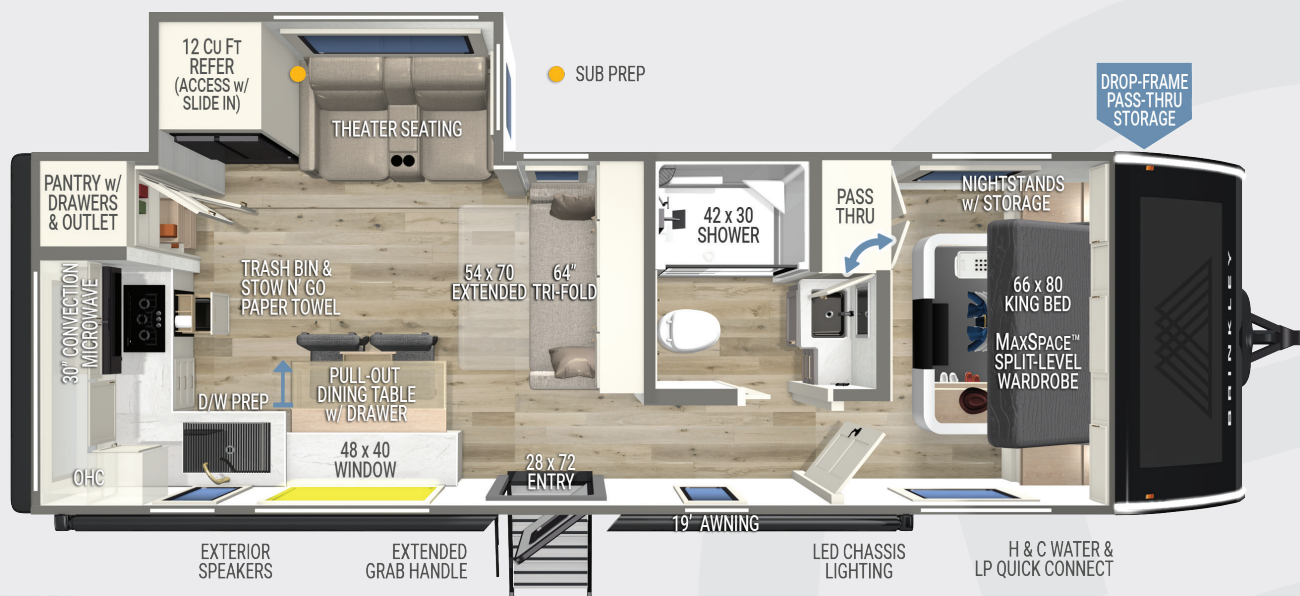 12 CU FT
REFER
(ACCESS w/
SLIDE IN)
THEATER SEATING
SUB PREP
DROP-FRAME
PASS-THRU
STORAGE
PANTRY w/
DRAWERS
& OUTLET
42 x 30
SHOWER
PASS
THRU
NIGHTSTANDS
w/ STORAGE
30" CONVECTION
MICROWAVE
TRASH BIN &
STOW N' GO
PAPER TOWEL
54 x 70
EXTENDED
64"
TRI-FOLD
66 x 80
KING BED
MAXSPACE™
SPLIT-LEVEL
WARDROBE
BRINKLEY
D/W PREP
PULL-OUT
DINING TABLE
w/ DRAWER
48 x 40
WINDOW
28 x 72
ENTRY
OHC
19' AWNING
EXTERIOR
SPEAKERS
EXTENDED
GRAB HANDLE
LED CHASSIS
LIGHTING
H & C WATER &
LP QUICK CONNECT